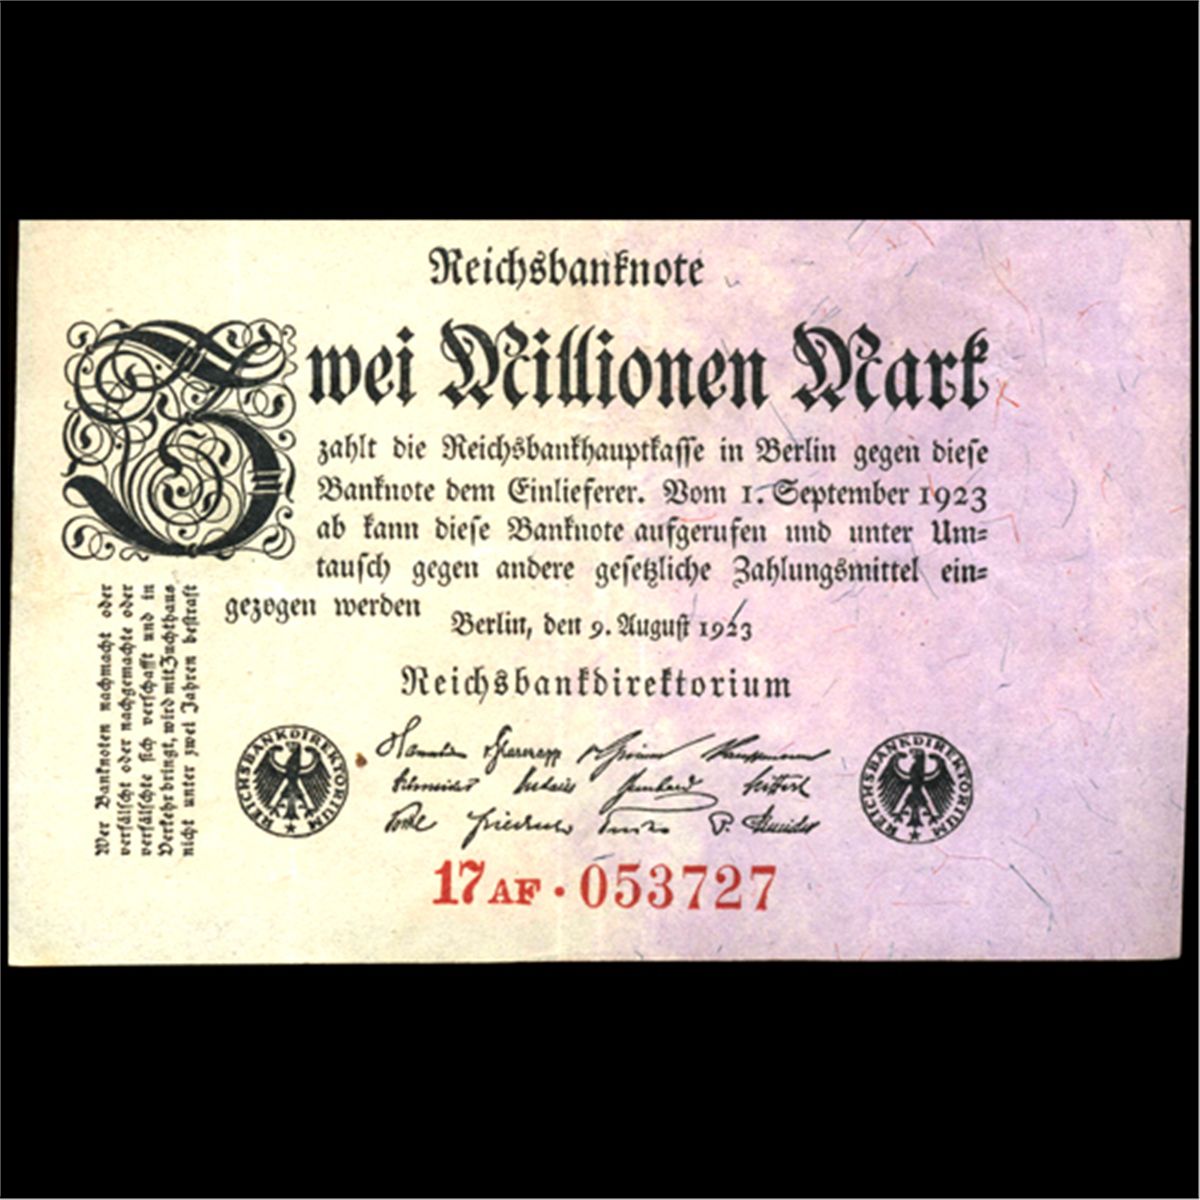 Reichsbanknote
Zwei Millionen Mark
zahlt die Reichsbankhauptkasse in Berlin gegen diese
Banknote dem Einlieferer. Vom 1. September 1923
ab kann diese Banknote aufgerufen und unter Um=
tausch gegen andere gesetzliche Zahlungsmittel ein=
gezogen werden
Berlin, den 9. August 1923
Reichsbankdirektorium
Wer Banknoten nachmacht oder
verfälscht oder nachgemachte oder
verfälschte sich verschafft und in
Verkehr bringt, wird mit Zuchthaus
nicht unter zwei Jahren bestraft
REICHSBANKDIREKTORIUM
REICHSBANKDIREKTORIUM
17AF · 053727